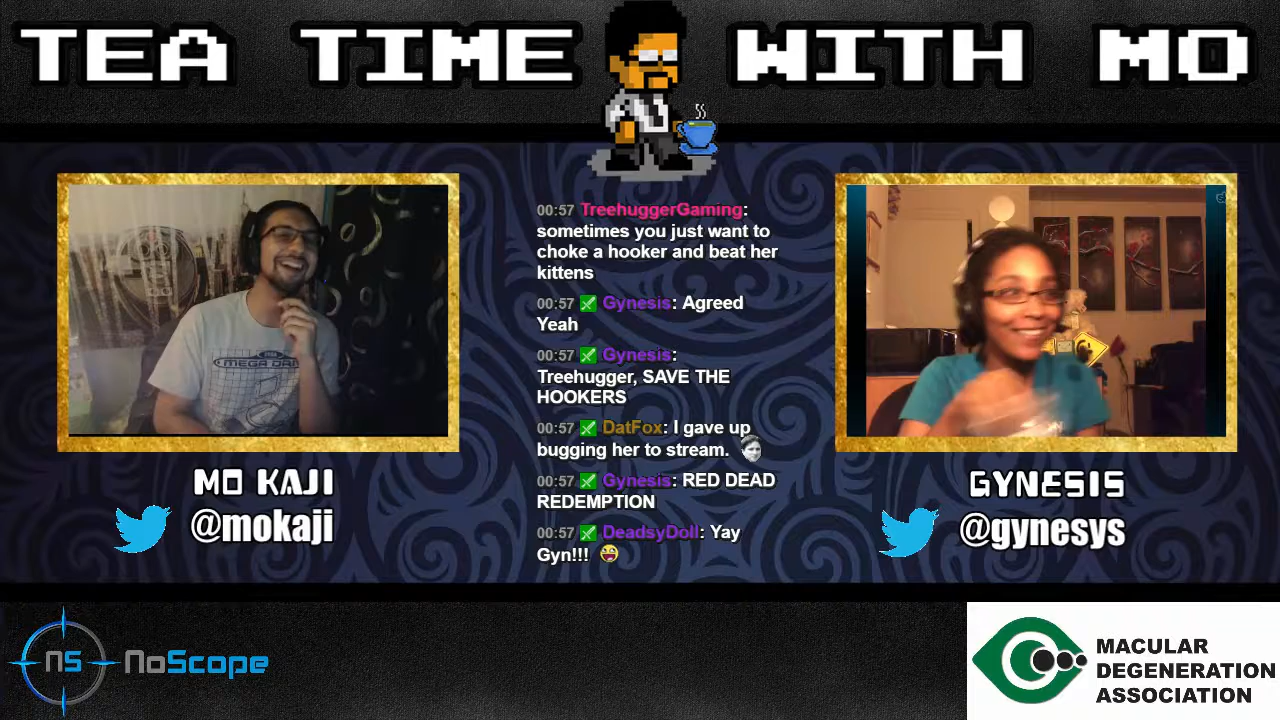 TEA TIME WITH MO
00:57 TreehuggerGaming:
sometimes you just want to
choke a hooker and beat her
kittens
00:57 Gynesis: Agreed
Yeah
00:57 Gynesis:
Treehugger, SAVE THE
HOOKERS
00:57 DatFox: I gave up
bugging her to stream.
00:57 Gynesis: RED DEAD
REDEMPTION
00:57 DeadsyDoll: Yay
Gyn!!!
MEGA DRI
MO KAJI
@mokaji
GYNESIS
@gynesys
NS NoScope
MACULAR
DEGENERATION
ASSOCIATION